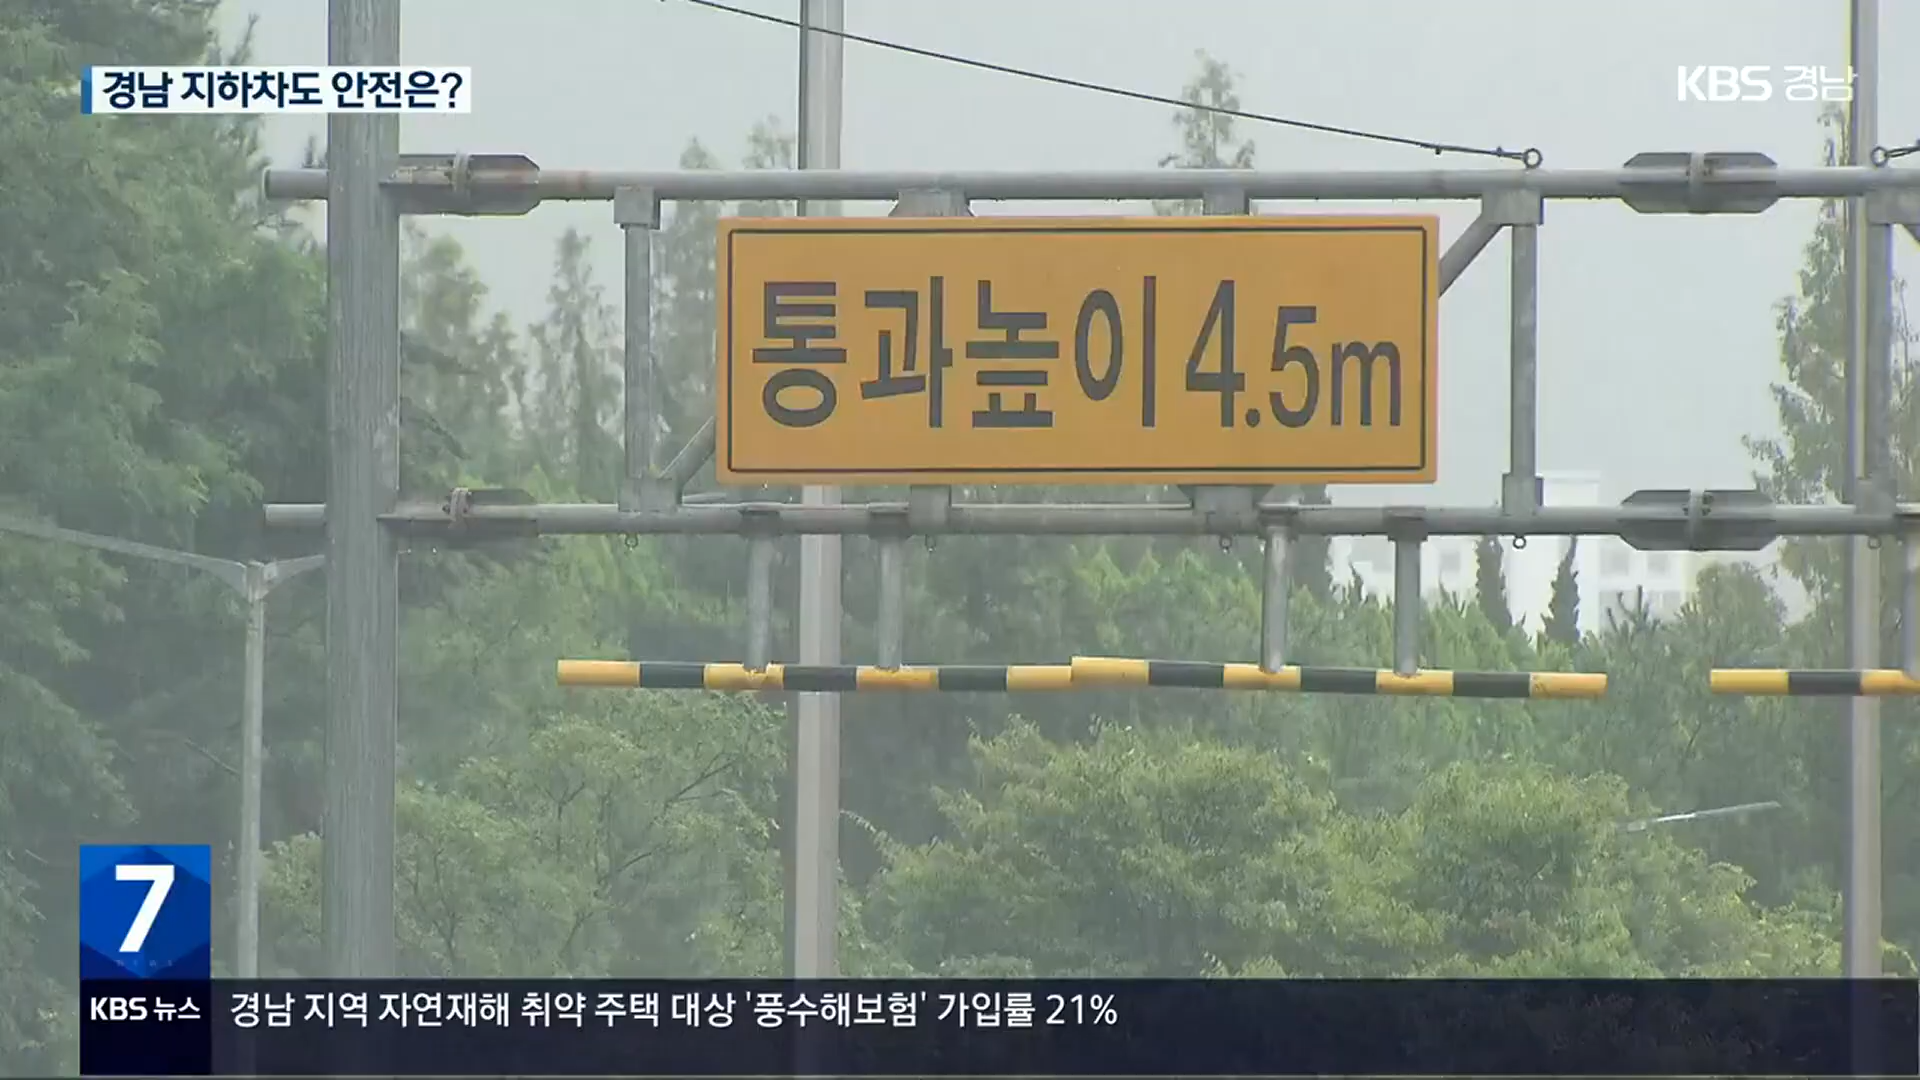 경남 지하차도 안전은?
KBS 경남
통과높이 4.5m
7
KBS 뉴스
경남 지역 자연재해 취약 주택 대상 '풍수해보험' 가입률 21%